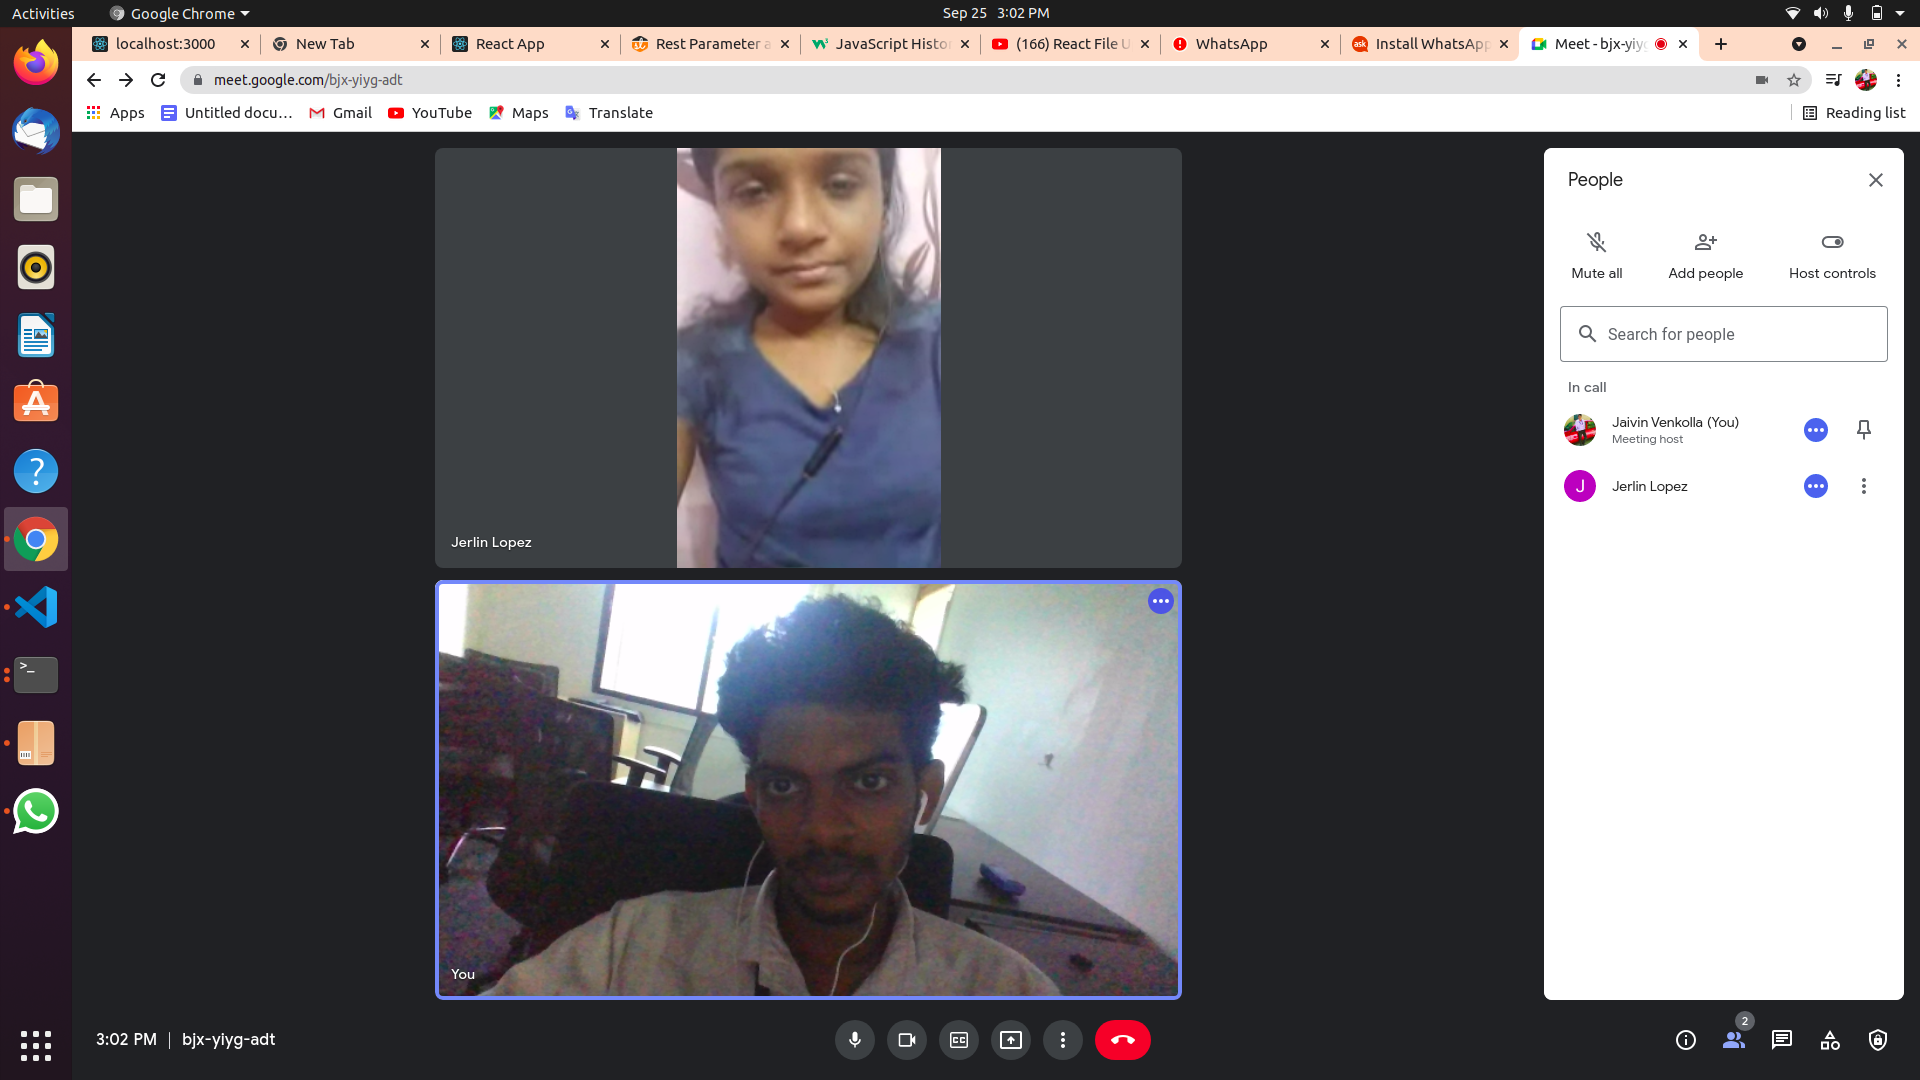 Activities Google Chrome Sep 25 3:02 PM
localhost:3000 New Tab React App Rest Parameter a JavaScript Histo (166) React File U WhatsApp Install WhatsApp Meet - bjx-yiyg
meet.google.com/bjx-yiyg-adt
Apps Untitled docu… Gmail YouTube Maps Translate Reading list
People
Mute all Add people Host controls
Search for people
In call
Jaivin Venkolla (You)
Meeting host
J Jerlin Lopez
Jerlin Lopez
You
3:02 PM | bjx-yiyg-adt
CC
2